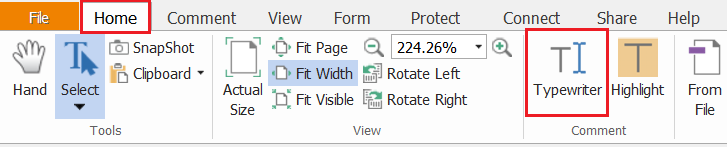 File Home Comment View Form Protect Connect Share Help
Hand
Select
SnapShot
Clipboard
Tools
Actual
Size
Fit Page
Fit Width
Fit Visible
224.26%
Rotate Left
Rotate Right
View
Typewriter
Highlight
Comment
From
File